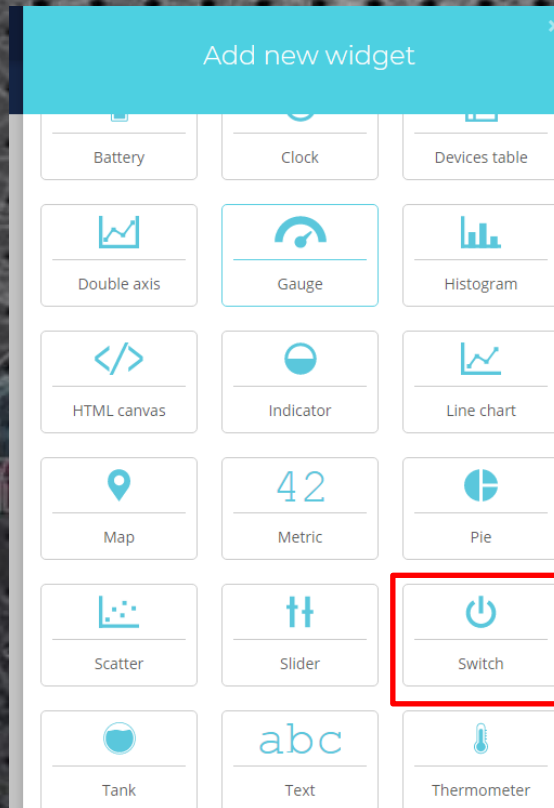 Add new widget
Battery
Clock
Devices table
Double axis
Gauge
Histogram
</>
HTML canvas
Indicator
Line chart
42
Map
Metric
Pie
Scatter
Slider
Switch
abc
Tank
Text
Thermometer